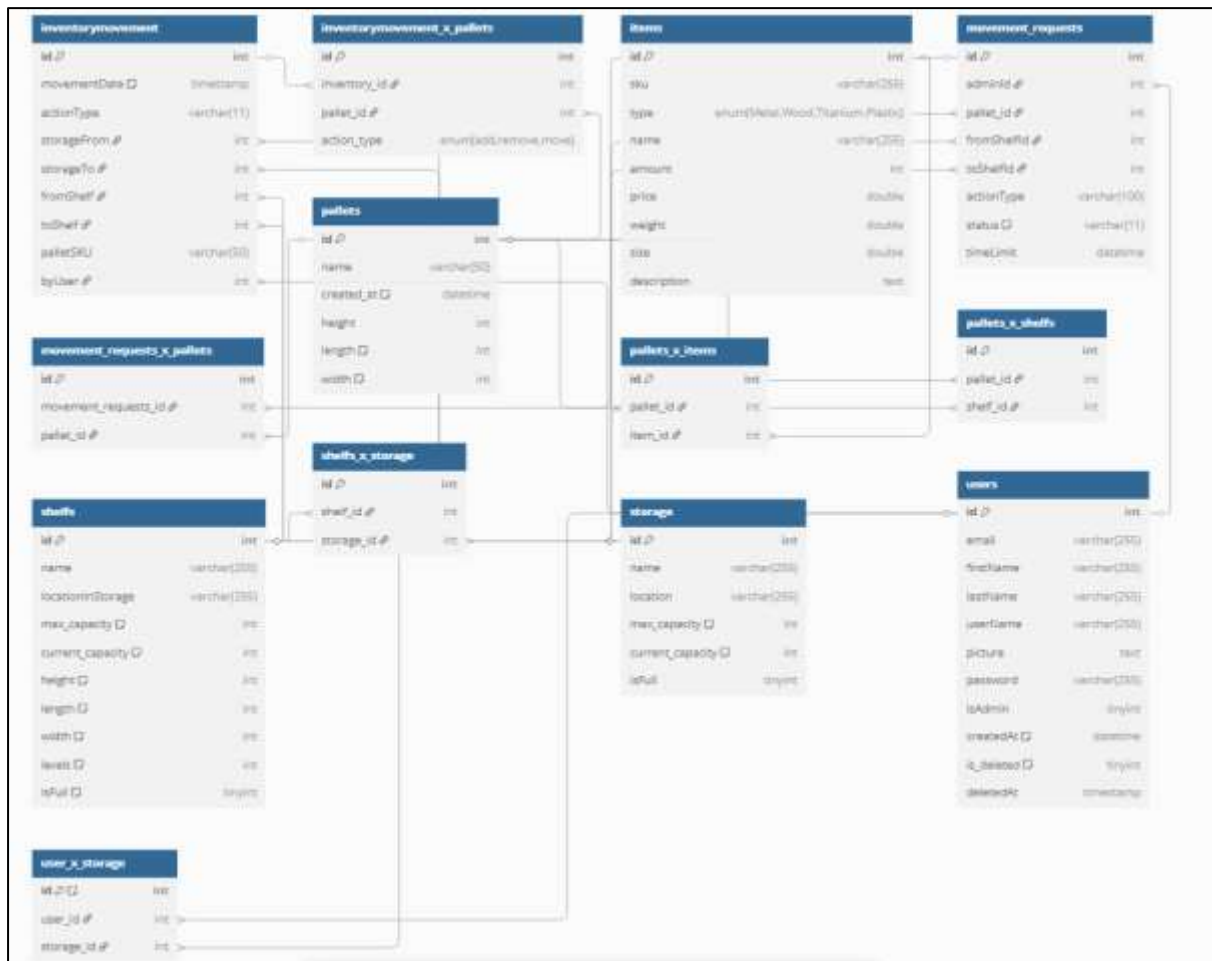 inventorymovement
id int
movementDate timestamp
actionType varchar(11)
storageFrom int
storageTo int
fromShelf int
toShelf int
palletSKU varchar(50)
byUser int
inventorymovement_x_pallets
id int
inventory_id int
pallet_id int
action_type enum(add,remove,move)
items
id int
sku varchar(255)
type enum(Metal,Wood,Titanium,Plastic)
name varchar(255)
amount int
price double
weight double
size double
description text
movement_requests
id int
adminId int
pallet_id int
fromShelfId int
toShelfId int
actionType varchar(100)
status varchar(11)
timeLimit datetime
pallets
id int
name varchar(50)
created_at datetime
height int
length int
width int
movement_requests_x_pallets
id int
movement_requests_id int
pallet_id int
pallets_x_items
id int
pallet_id int
item_id int
pallets_x_shelfs
id int
pallet_id int
shelf_id int
shelfs_x_storage
id int
shelf_id int
storage_id int
shelfs
id int
name varchar(255)
locationInStorage varchar(255)
max_capacity int
current_capacity int
height int
length int
width int
levels int
isFull tinyint
storage
id int
name varchar(255)
location varchar(255)
max_capacity int
current_capacity int
isFull tinyint
users
id int
email varchar(255)
firstName varchar(255)
lastName varchar(255)
userName varchar(255)
picture text
password varchar(255)
isAdmin tinyint
createdAt datetime
is_deleted tinyint
deletedAt timestamp
user_x_storage
id int
user_id int
storage_id int